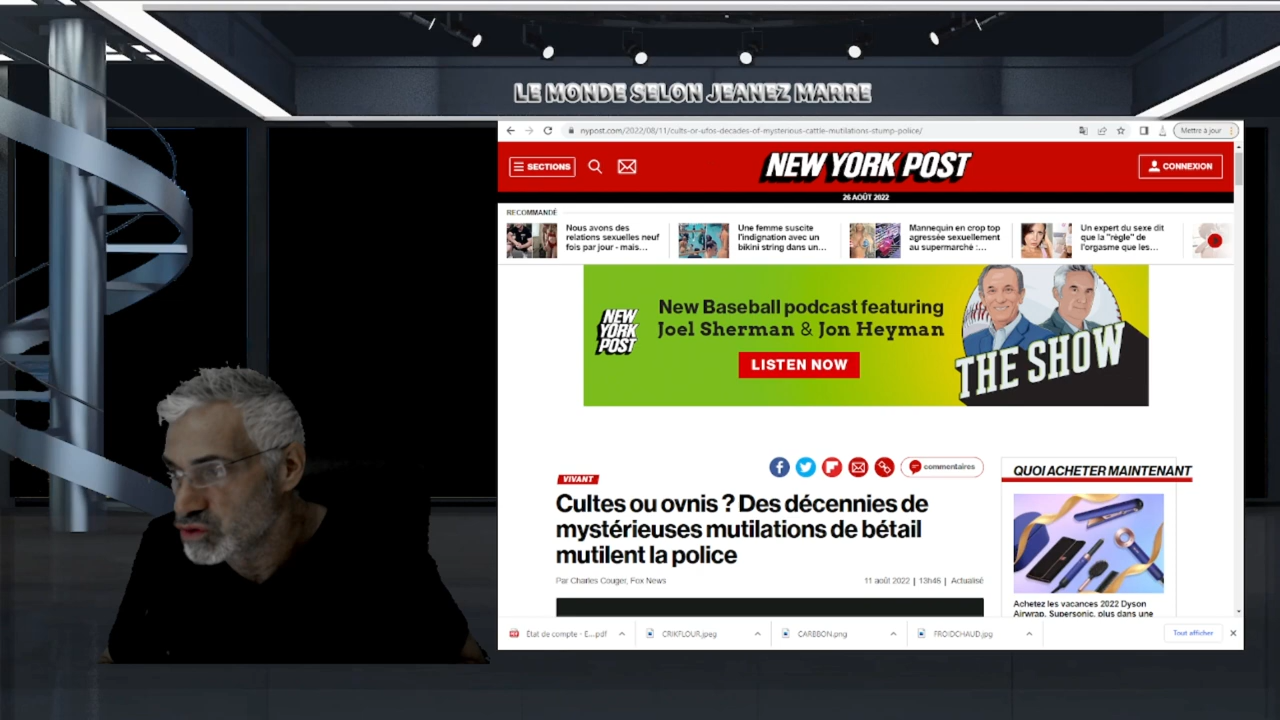 LE MONDE SELON JEANEZ MARRE
nypost.com/2022/08/11/cults-or-ufos-decades-of-mysterious-cattle-mutilations-stump-police/
Mettre à jour
SECTIONS
NEW YORK POST
CONNEXION
26 AOÛT 2022
RECOMMANDÉ
Nous avons des
relations sexuelles neuf
fois par jour - mais...
Une femme suscite
l'indignation avec un
bikini string dans un...
Mannequin en crop top
agressée sexuellement
au supermarché :...
Un expert du sexe dit
que la "règle" de
l'orgasme que les...
NEW
YORK
POST
New Baseball podcast featuring
Joel Sherman & Jon Heyman
LISTEN NOW
THE SHOW
commentaires
VIVANT
Cultes ou ovnis ? Des décennies de
mystérieuses mutilations de bétail
mutilent la police
Par Charles Couger, Fox News
11 août 2022 | 13h46 | Actualisé
QUOI ACHETER MAINTENANT
Achetez les vacances 2022 Dyson
Airwrap, Supersonic, plus dans une
Etat de compte - E...pdf
CRIKFLOUR.jpeg
CARBBON.png
FROIDCHAUD.jpg
Tout afficher